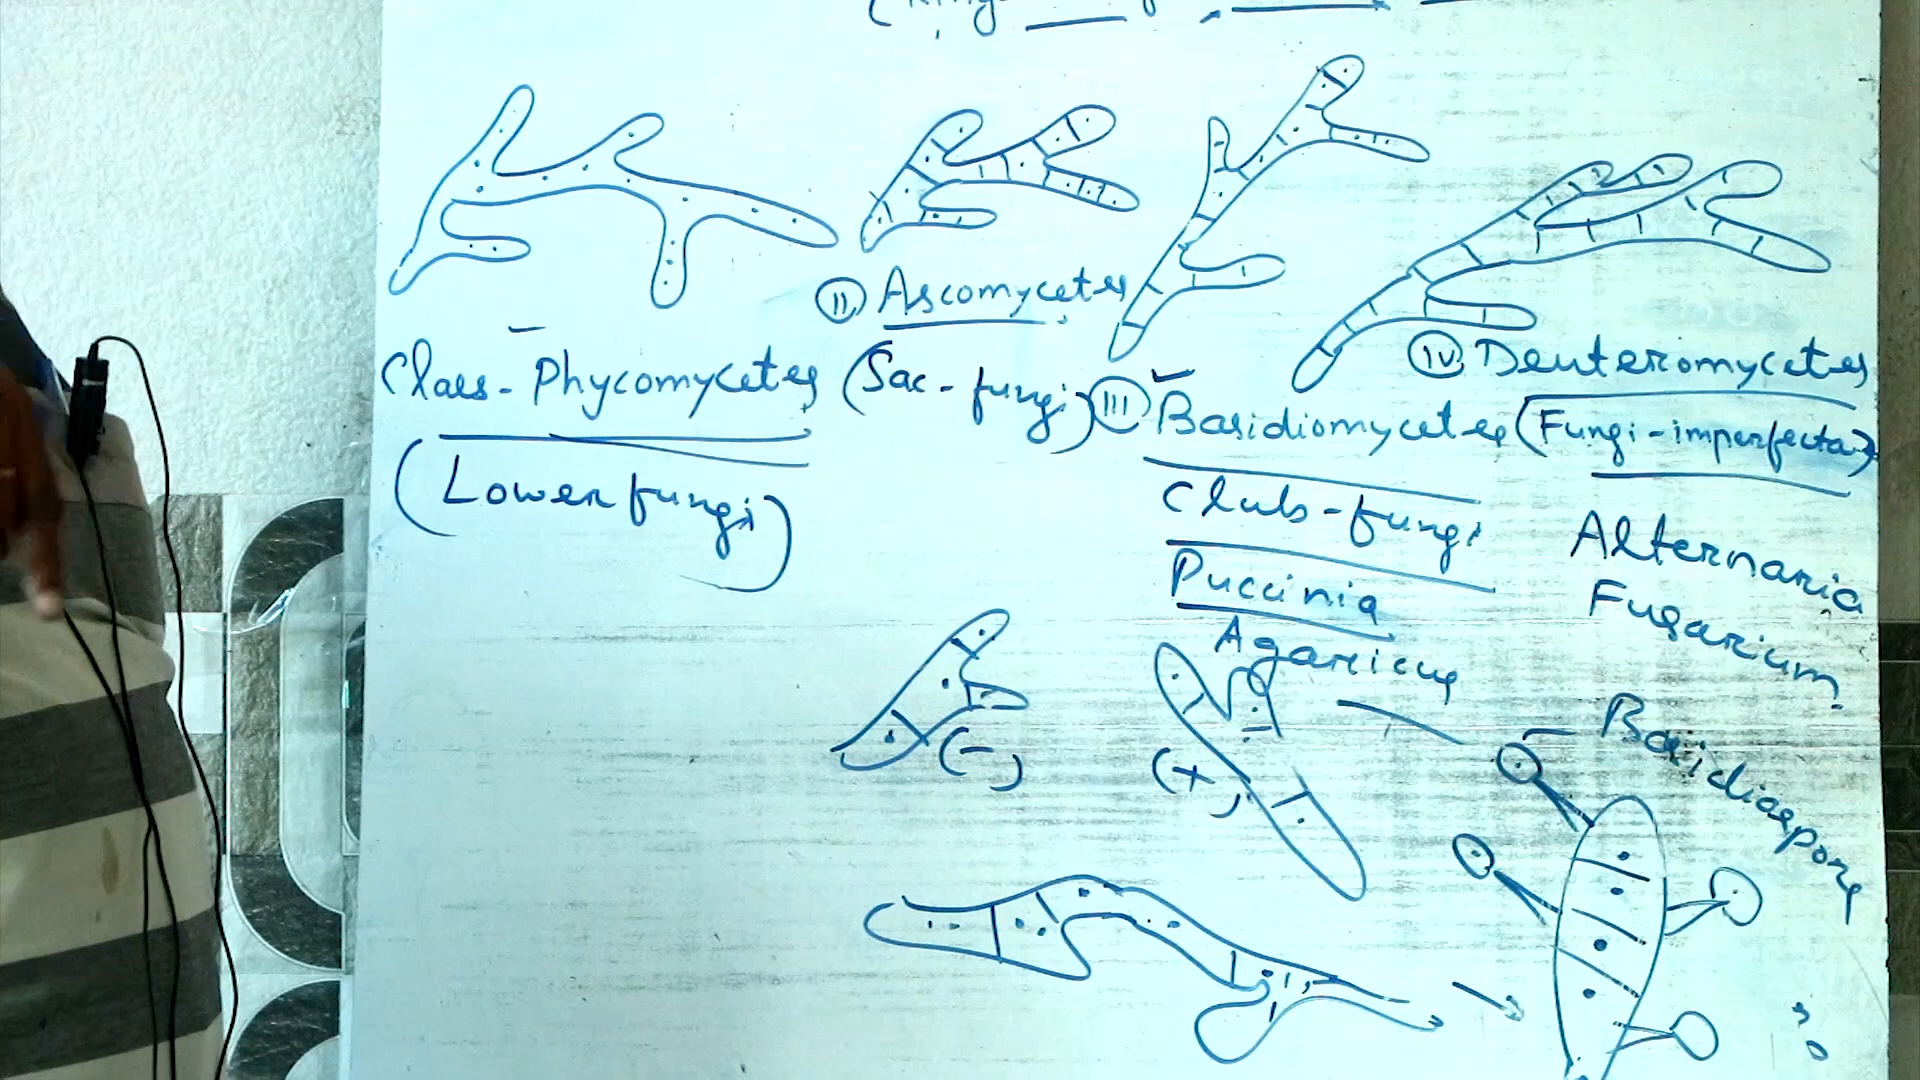 II Ascomycetes
Class - Phycomycetes
(Sac - fungi)
(Lower fungi)
III Basidiomycetes
Club - fungi
Puccinia
Agaricus
IV Deuteromycetes
(Fungi - imperfecta)
Alternaria
Fusarium
(-)
(+)
Basidiospore